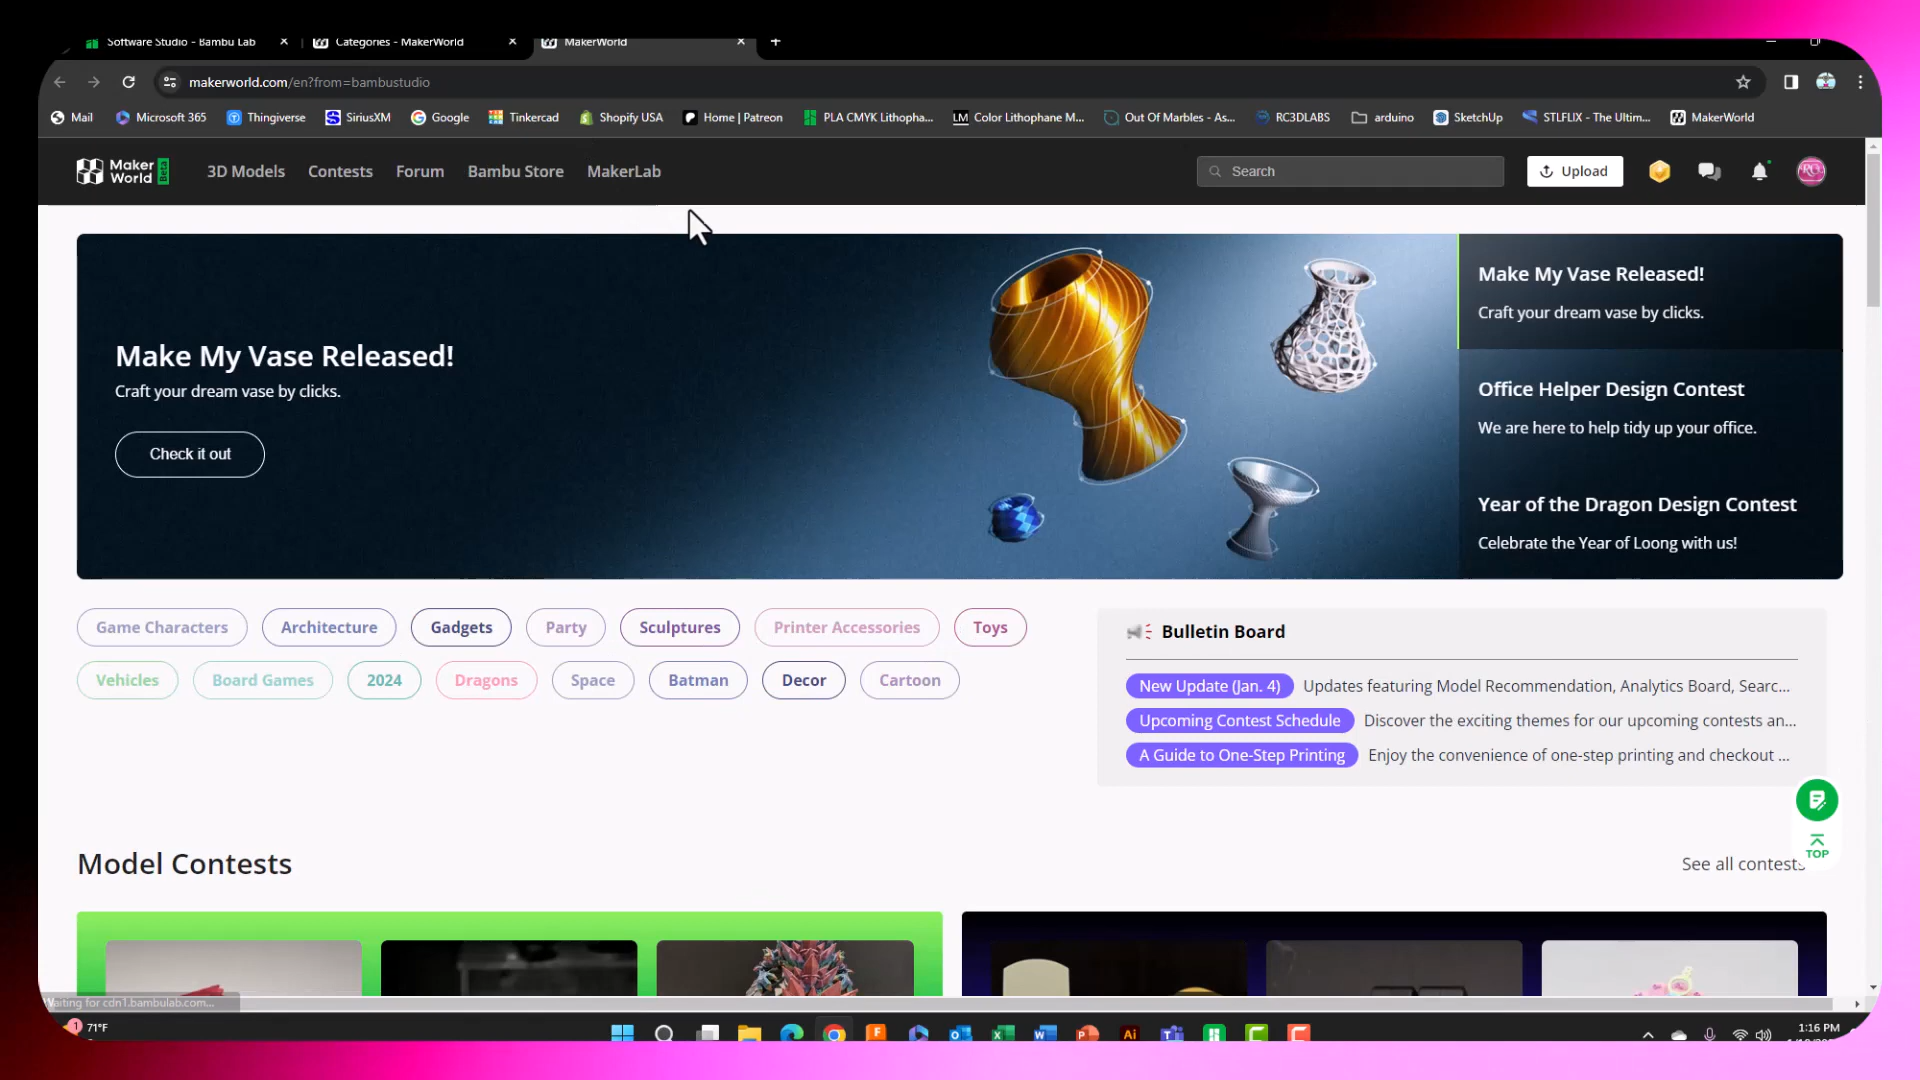 Software Studio - Bambu Lab
Categories - MakerWorld
MakerWorld
makerworld.com/en?from=bambustudio
Mail
Microsoft 365
Thingiverse
SiriusXM
Google
Tinkercad
Shopify USA
Home | Patreon
PLA CMYK Lithopha...
Color Lithophane M...
Out Of Marbles - As...
RC3DLABS
arduino
SketchUp
STLFLIX - The Ultim...
MakerWorld
Maker World Beta
3D Models
Contests
Forum
Bambu Store
MakerLab
Search
Upload
Make My Vase Released!
Craft your dream vase by clicks.
Check it out
Make My Vase Released!
Craft your dream vase by clicks.
Office Helper Design Contest
We are here to help tidy up your office.
Year of the Dragon Design Contest
Celebrate the Year of Loong with us!
Game Characters
Architecture
Gadgets
Party
Sculptures
Printer Accessories
Toys
Vehicles
Board Games
2024
Dragons
Space
Batman
Decor
Cartoon
Bulletin Board
New Update (Jan. 4) Updates featuring Model Recommendation, Analytics Board, Searc...
Upcoming Contest Schedule Discover the exciting themes for our upcoming contests an...
A Guide to One-Step Printing Enjoy the convenience of one-step printing and checkout ...
TOP
Model Contests
See all contests
Waiting for cdn1.bambulab.com...
1
71°F
1:16 PM